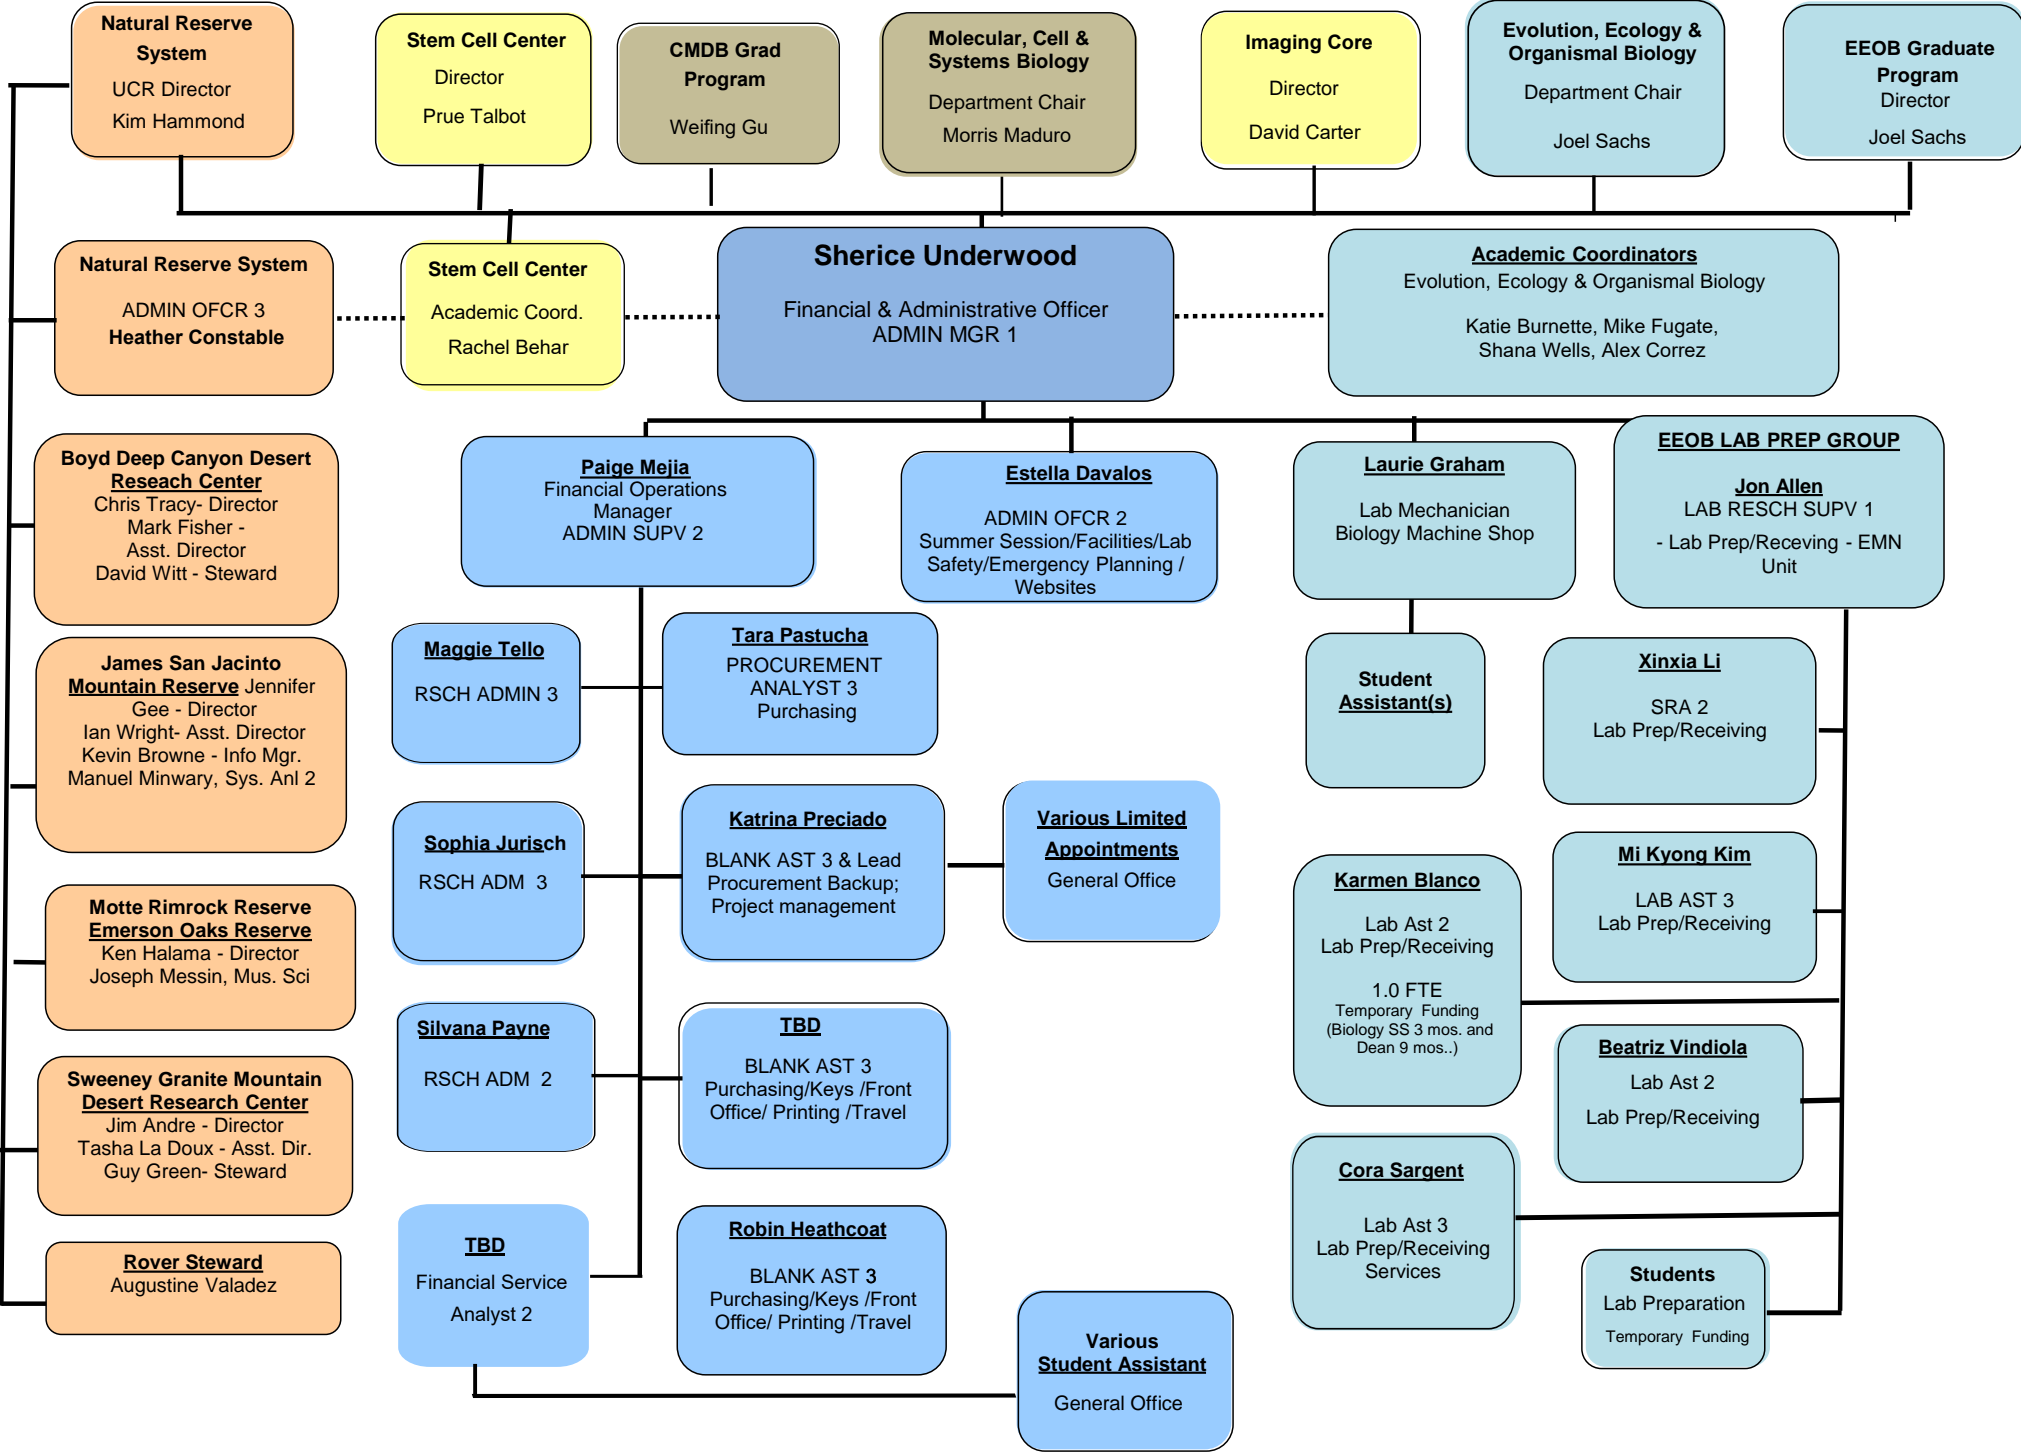 Natural Reserve
System
UCR Director
Kim Hammond
Stem Cell Center
Director
Prue Talbot
CMDB Grad
Program
Weifing Gu
Molecular, Cell &
Systems Biology
Department Chair
Morris Maduro
Imaging Core
Director
David Carter
Evolution, Ecology &
Organismal Biology
Department Chair
Joel Sachs
EEOB Graduate
Program
Director
Joel Sachs
Natural Reserve System
ADMIN OFCR 3
Heather Constable
Stem Cell Center
Academic Coord.
Rachel Behar
Sherice Underwood
Financial & Administrative Officer
ADMIN MGR 1
Academic Coordinators
Evolution, Ecology & Organismal Biology
Katie Burnette, Mike Fugate,
Shana Wells, Alex Correz
Boyd Deep Canyon Desert
Reseach Center
Chris Tracy- Director
Mark Fisher -
Asst. Director
David Witt - Steward
Paige Mejia
Financial Operations
Manager
ADMIN SUPV 2
Estella Davalos
ADMIN OFCR 2
Summer Session/Facilities/Lab
Safety/Emergency Planning /
Websites
Laurie Graham
Lab Mechanician
Biology Machine Shop
EEOB LAB PREP GROUP
Jon Allen
LAB RESCH SUPV 1
- Lab Prep/Receving - EMN
Unit
James San Jacinto
Mountain Reserve Jennifer
Gee - Director
Ian Wright- Asst. Director
Kevin Browne - Info Mgr.
Manuel Minwary, Sys. Anl 2
Maggie Tello
RSCH ADMIN 3
Tara Pastucha
PROCUREMENT
ANALYST 3
Purchasing
Student
Assistant(s)
Xinxia Li
SRA 2
Lab Prep/Receiving
Sophia Jurisch
RSCH ADM  3
Katrina Preciado
BLANK AST 3 & Lead
Procurement Backup;
Project management
Various Limited
Appointments
General Office
Karmen Blanco
Lab Ast 2
Lab Prep/Receiving
1.0 FTE
Temporary  Funding
(Biology SS 3 mos. and
Dean 9 mos..)
Mi Kyong Kim
LAB AST 3
Lab Prep/Receiving
Motte Rimrock Reserve
Emerson Oaks Reserve
Ken Halama - Director
Joseph Messin, Mus. Sci
Silvana Payne
RSCH ADM  2
TBD
BLANK AST 3
Purchasing/Keys /Front
Office/ Printing /Travel
Beatriz Vindiola
Lab Ast 2
Lab Prep/Receiving
Sweeney Granite Mountain
Desert Research Center
Jim Andre - Director
Tasha La Doux - Asst. Dir.
Guy Green- Steward
Cora Sargent
Lab Ast 3
Lab Prep/Receiving
Services
Rover Steward
Augustine Valadez
TBD
Financial Service
Analyst 2
Robin Heathcoat
BLANK AST 3
Purchasing/Keys /Front
Office/ Printing /Travel
Students
Lab Preparation
Temporary  Funding
Various
Student Assistant
General Office